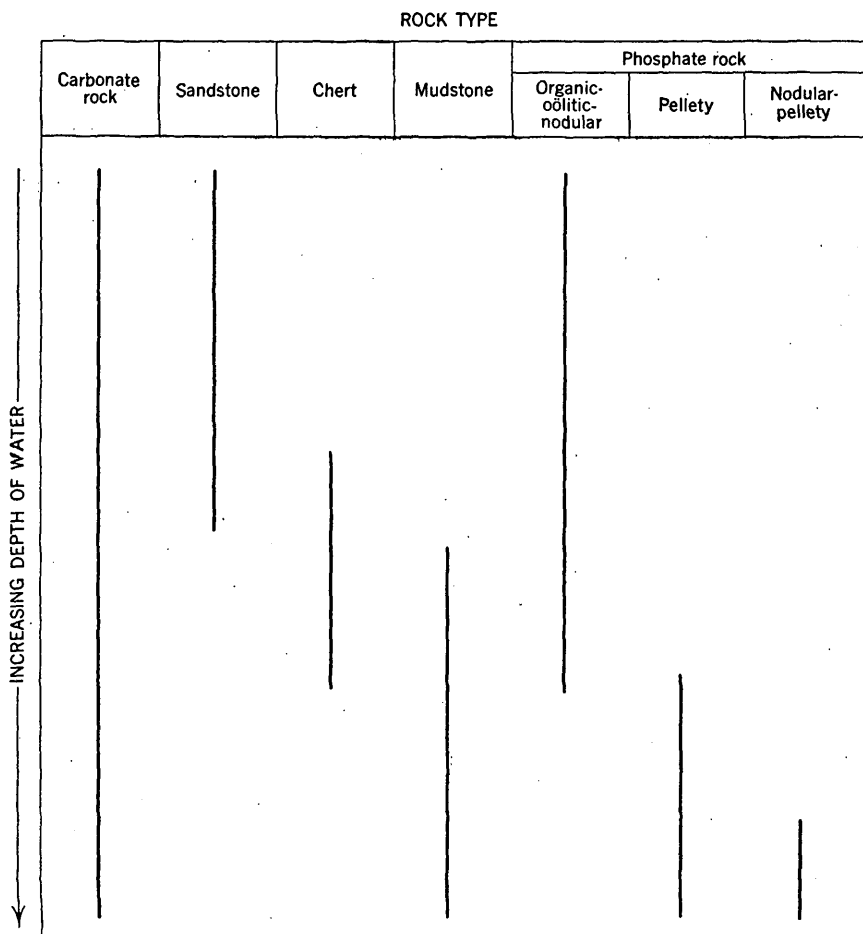 ROCK TYPE
Phosphate rock
Carbonate
rock
Sandstone
Chert
Mudstone
Organic-
oölitic-
nodular
Pellety
Nodular-
pellety
INCREASING DEPTH OF WATER